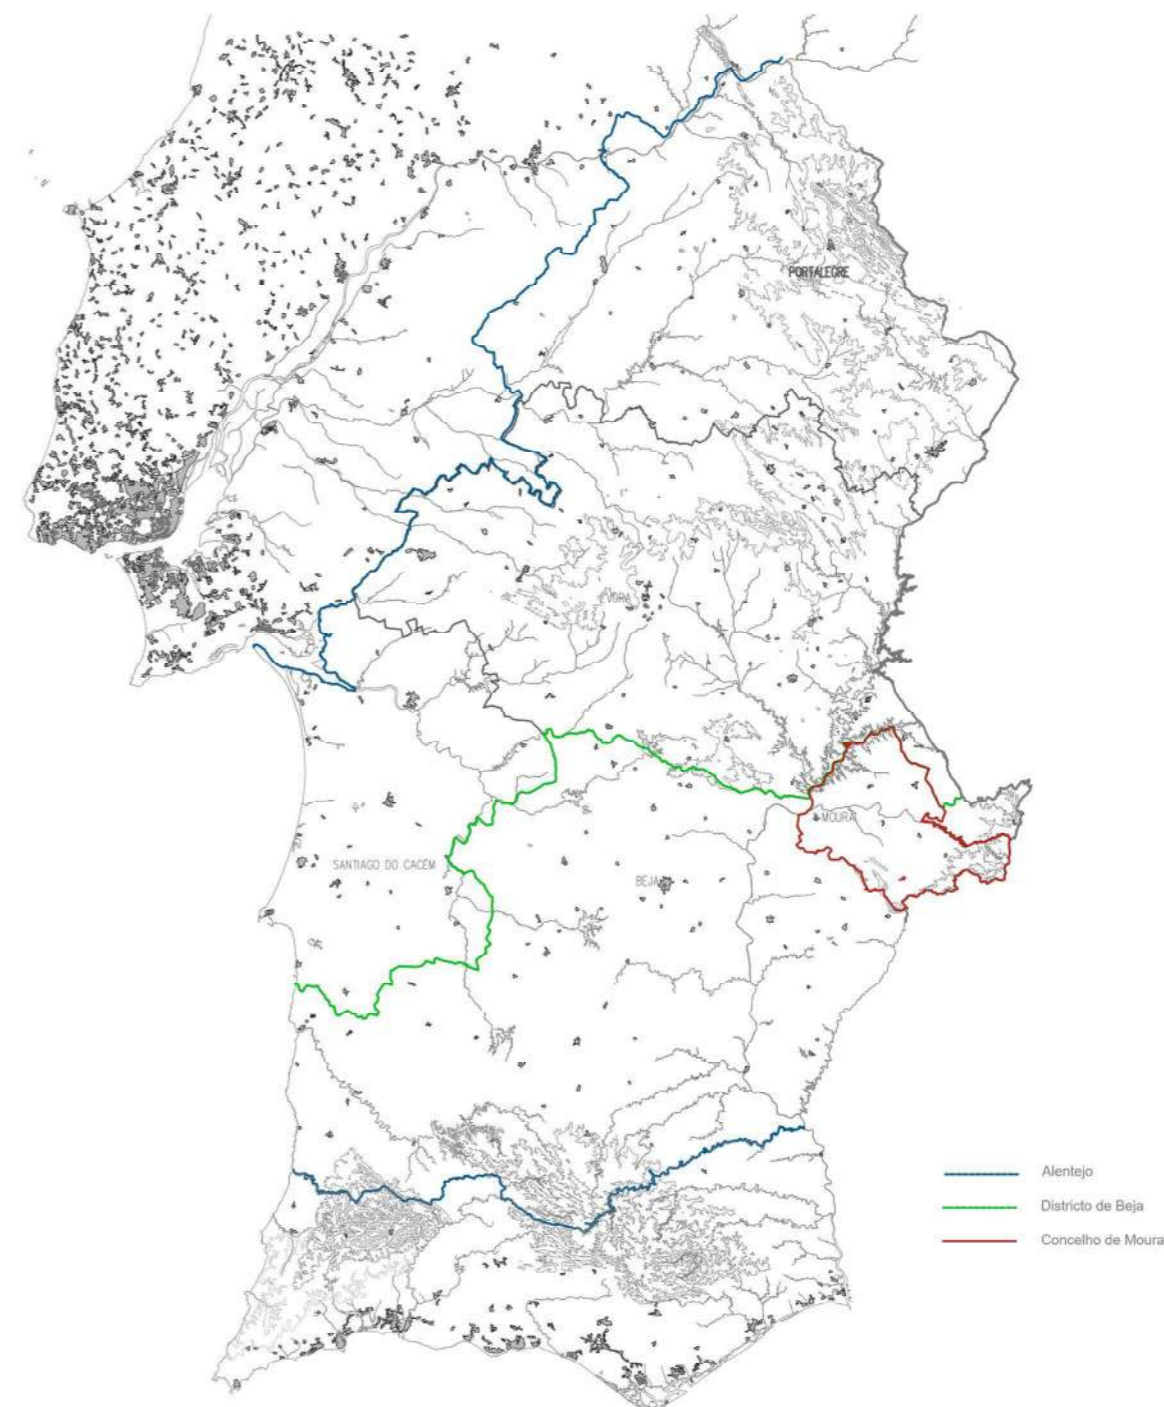 PORTALEGRE
ÉVORA
MOURA
SANTIAGO DO CACÉM
BEJA
Alentejo
Districto de Beja
Concelho de Moura